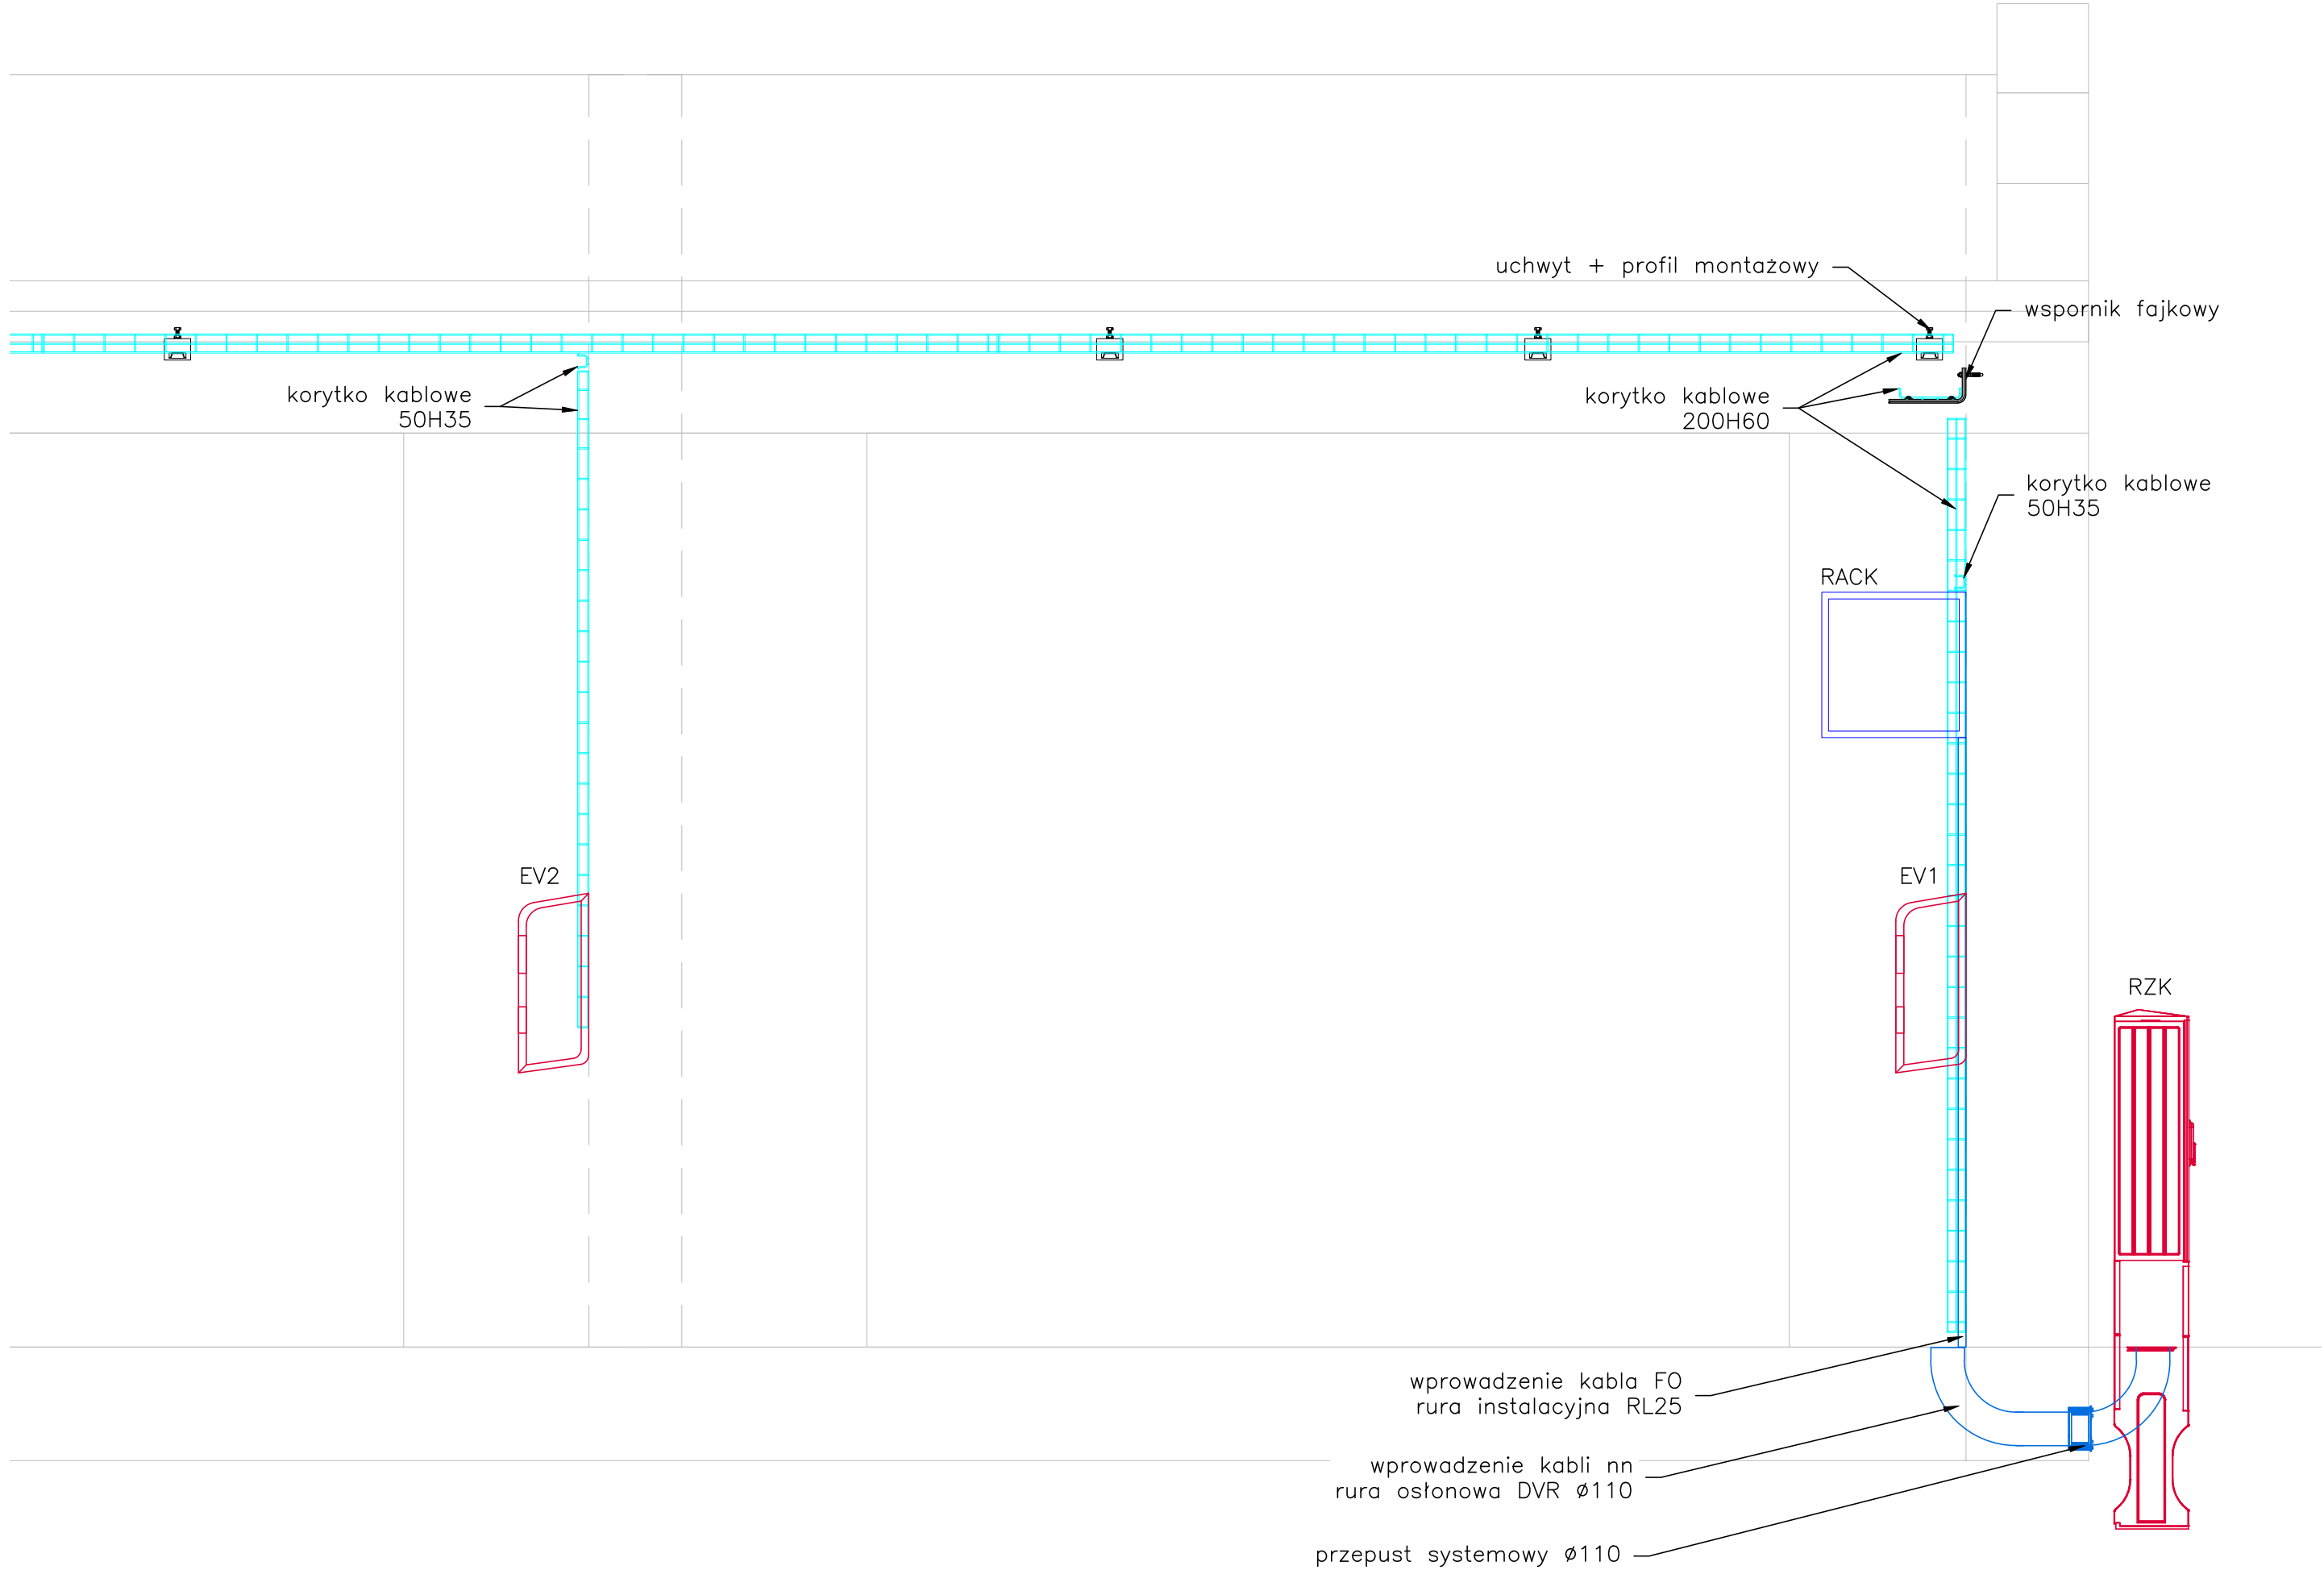 uchwyt + profil montażowy
wspornik fajkowy
korytko kablowe
50H35
korytko kablowe
200H60
korytko kablowe
50H35
RACK
EV2
EV1
RZK
wprowadzenie kabla FO
rura instalacyjna RL25
wprowadzenie kabli nn
rura osłonowa DVR Ø110
przepust systemowy Ø110